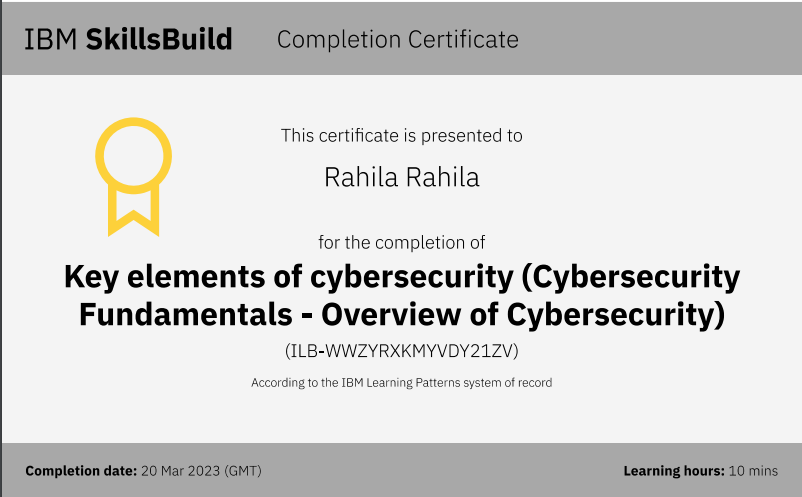 IBM SkillsBuild Completion Certificate
This certificate is presented to
Rahila Rahila
for the completion of
Key elements of cybersecurity (Cybersecurity
Fundamentals - Overview of Cybersecurity)
(ILB-WWZYRXKMYVDY21ZV)
According to the IBM Learning Patterns system of record
Completion date: 20 Mar 2023 (GMT) Learning hours: 10 mins